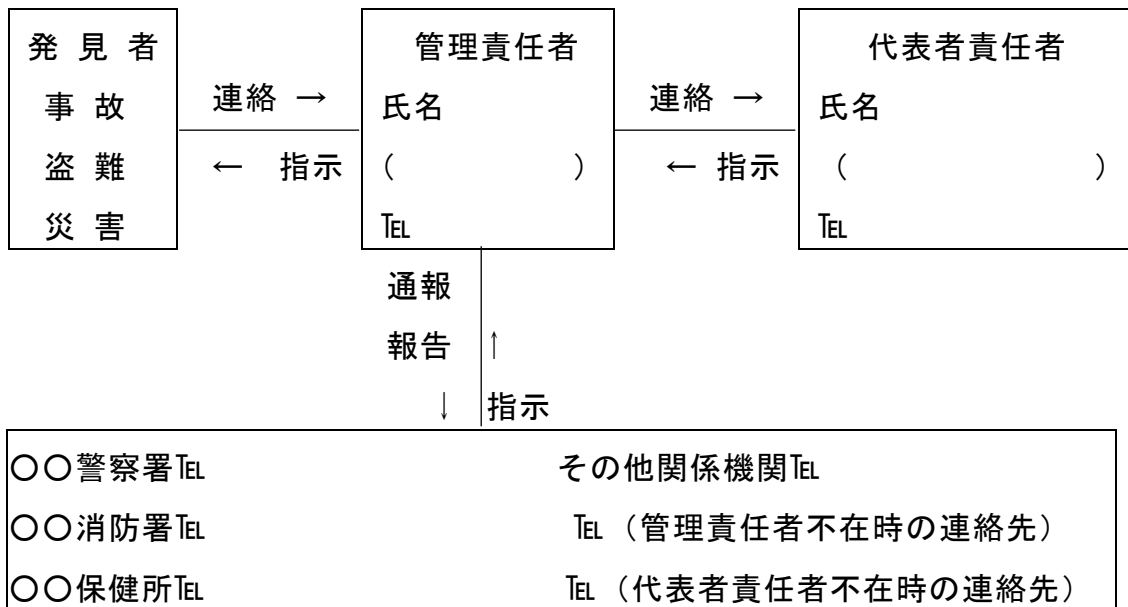 発 見 者
事 故
盗 難
災 害
連絡 →
← 指示
管理責任者
氏名
( )
℡
連絡 →
← 指示
代表者責任者
氏名
( )
℡
通報
報告 ↑
↓ 指示
○○警察署℡ その他関係機関℡
○○消防署℡ ℡（管理責任者不在時の連絡先）
○○保健所℡ ℡（代表者責任者不在時の連絡先）